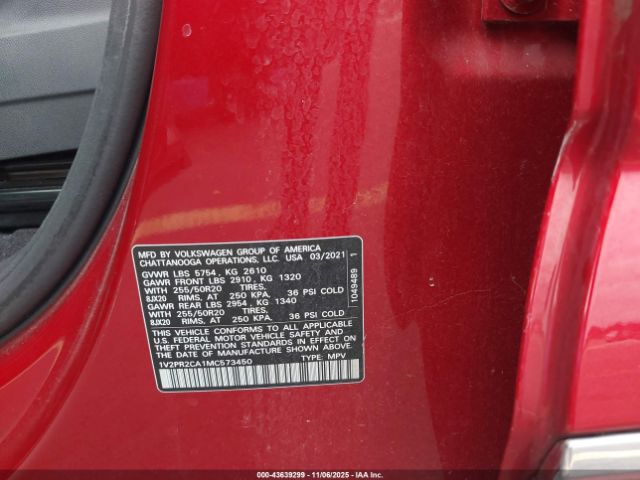 MFD BY VOLKSWAGEN GROUP OF AMERICA
CHATTANOOGA OPERATIONS, LLC. USA 03/2021
GVWR LBS 5754 , KG 2610
GAWR FRONT LBS 2910 , KG 1320
WITH 255/50R20 TIRES,
8JX20 RIMS, AT 250 KPA, 36 PSI COLD
GAWR REAR LBS 2954 , KG 1340
WITH 255/50R20 TIRES,
8JX20 RIMS, AT 250 KPA, 36 PSI COLD
THIS VEHICLE CONFORMS TO ALL APPLICABLE
U.S. FEDERAL MOTOR VEHICLE SAFETY AND
THEFT PREVENTION STANDARDS IN EFFECT ON
THE DATE OF MANUFACTURE SHOWN ABOVE
1V2PR2CA1MC573450 TYPE: MPV
1049489 1
000-43639299 - 11/06/2025 - IAAI.COM